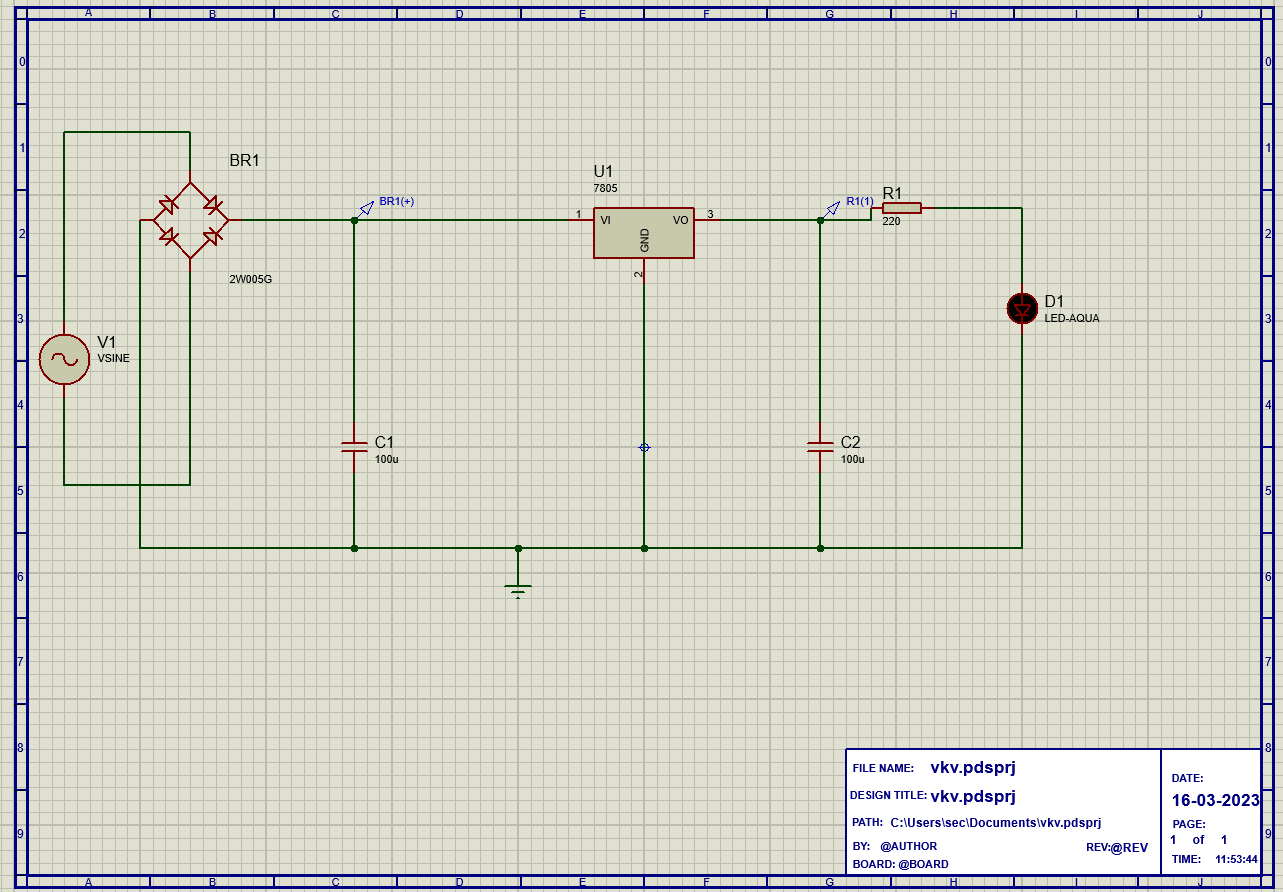 A B C D E F G H I J
0 0
1 1
BR1
U1
7805
R1
BR1(+)
R1(1)
1 VI VO 3
220
GND
2 2
2
2W005G
D1
LED-AQUA
3 3
V1
VSINE
4 4
C1
100u
C2
100u
5 5
6 6
7 7
8 8
FILE NAME: vkv.pdsprj
DESIGN TITLE: vkv.pdsprj
PATH: C:\Users\sec\Documents\vkv.pdsprj
BY: @AUTHOR
REV:@REV
BOARD: @BOARD
DATE:
16-03-2023
PAGE:
1 of 1
TIME: 11:53:44
9 9
A B C D E F G H I J